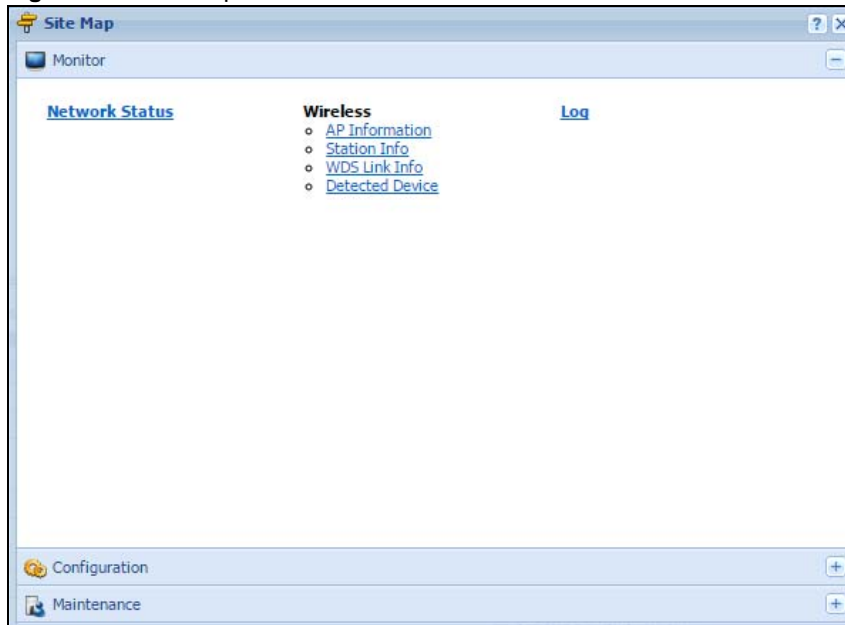 Site Map
Monitor
Network Status
Wireless
AP Information
Station Info
WDS Link Info
Detected Device
Log
Configuration
Maintenance